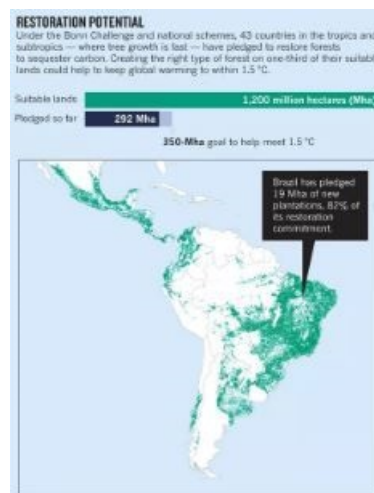 RESTORATION POTENTIAL
Under the Bonn Challenge and national schemes, 43 countries in the tropics and
subtropics — where tree growth is fast — have pledged to restore forests
to sequester carbon. Creating the right type of forest on one-third of their suitable
lands could help to keep global warming to within 1.5 °C.
Suitable lands 1,200 million hectares (Mha)
Pledged so far 292 Mha
350-Mha goal to help meet 1.5 °C
Brazil has pledged
19 Mha of new
plantations, 82% of
its restoration
commitment.